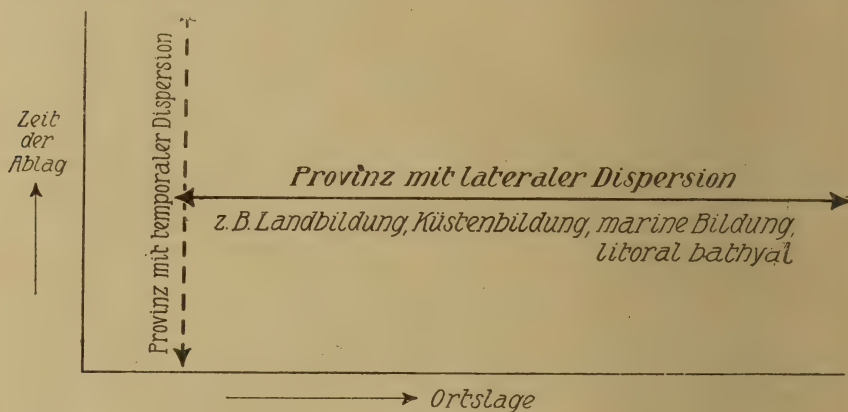 Zeit
der
Ablag
Provinz mit temporaler Dispersion
Provinz mit lateraler Dispersion
z. B. Landbildung, Küstenbildung, marine Bildung,
litoral bathyal
Ortslage